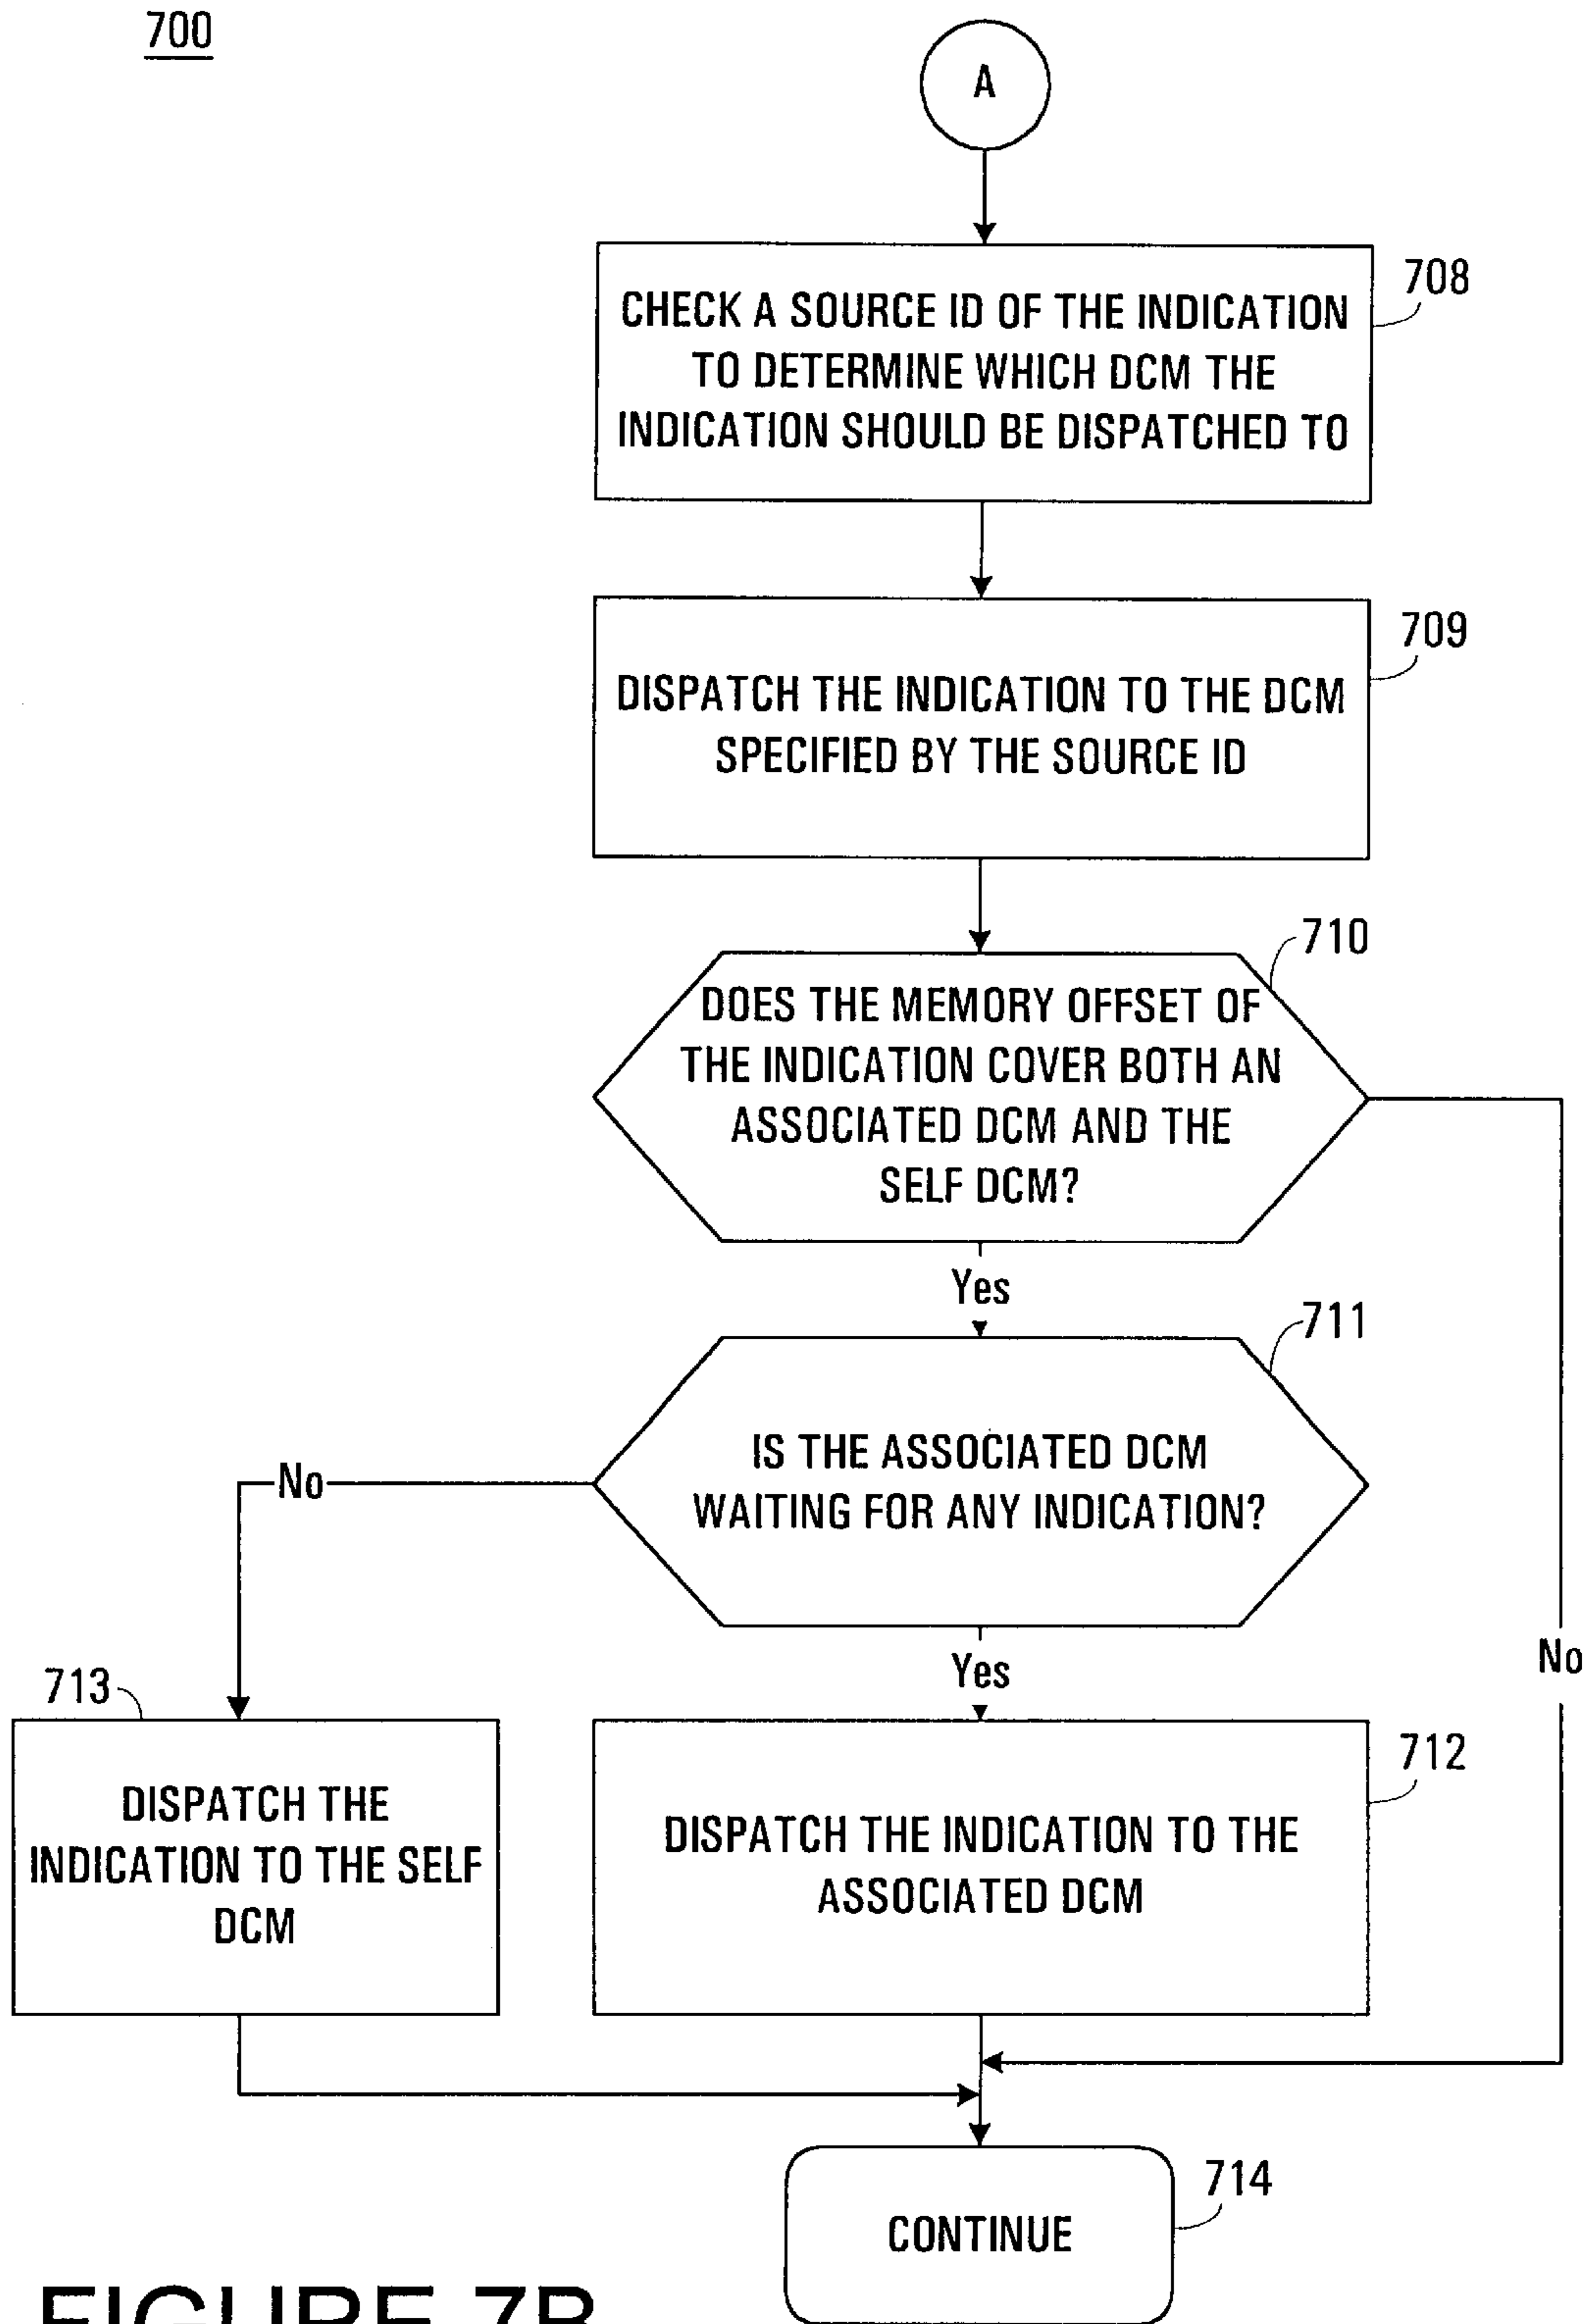 700
A
708
CHECK A SOURCE ID OF THE INDICATION
TO DETERMINE WHICH DCM THE
INDICATION SHOULD BE DISPATCHED TO
709
DISPATCH THE INDICATION TO THE DCM
SPECIFIED BY THE SOURCE ID
710
DOES THE MEMORY OFFSET OF
THE INDICATION COVER BOTH AN
ASSOCIATED DCM AND THE
SELF DCM?
Yes
711
IS THE ASSOCIATED DCM
WAITING FOR ANY INDICATION?
No
Yes
No
713
DISPATCH THE
INDICATION TO THE SELF
DCM
712
DISPATCH THE INDICATION TO THE
ASSOCIATED DCM
714
CONTINUE
FIGURE 7B